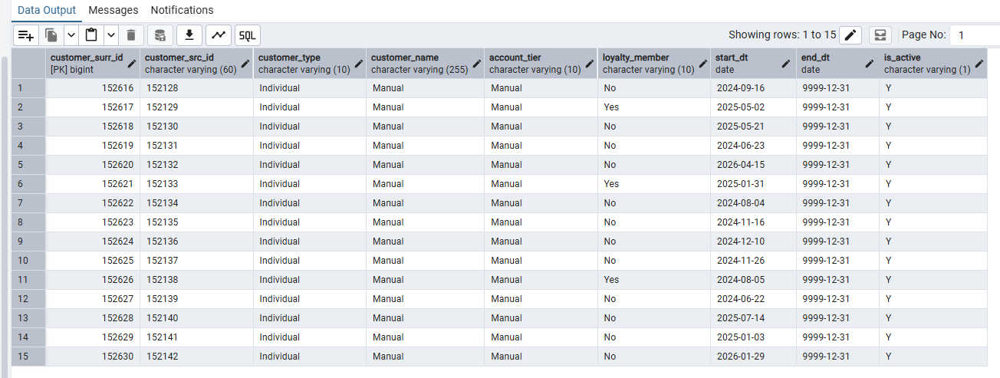 Data Output Messages Notifications
SQL Showing rows: 1 to 15 Page No: 1
customer_surr_id customer_src_id customer_type customer_name account_tier loyalty_member start_dt end_dt is_active
[PK] bigint character varying (60) character varying (10) character varying (255) character varying (10) character varying (10) date date character varying (1)
1 152616 152128 Individual Manual Manual No 2024-09-16 9999-12-31 Y
2 152617 152129 Individual Manual Manual Yes 2025-05-02 9999-12-31 Y
3 152618 152130 Individual Manual Manual No 2025-05-21 9999-12-31 Y
4 152619 152131 Individual Manual Manual No 2024-06-23 9999-12-31 Y
5 152620 152132 Individual Manual Manual No 2026-04-15 9999-12-31 Y
6 152621 152133 Individual Manual Manual Yes 2025-01-31 9999-12-31 Y
7 152622 152134 Individual Manual Manual No 2024-08-04 9999-12-31 Y
8 152623 152135 Individual Manual Manual No 2024-11-16 9999-12-31 Y
9 152624 152136 Individual Manual Manual No 2024-12-10 9999-12-31 Y
10 152625 152137 Individual Manual Manual No 2024-11-26 9999-12-31 Y
11 152626 152138 Individual Manual Manual Yes 2024-08-05 9999-12-31 Y
12 152627 152139 Individual Manual Manual No 2024-06-22 9999-12-31 Y
13 152628 152140 Individual Manual Manual No 2025-07-14 9999-12-31 Y
14 152629 152141 Individual Manual Manual No 2025-01-03 9999-12-31 Y
15 152630 152142 Individual Manual Manual No 2026-01-29 9999-12-31 Y